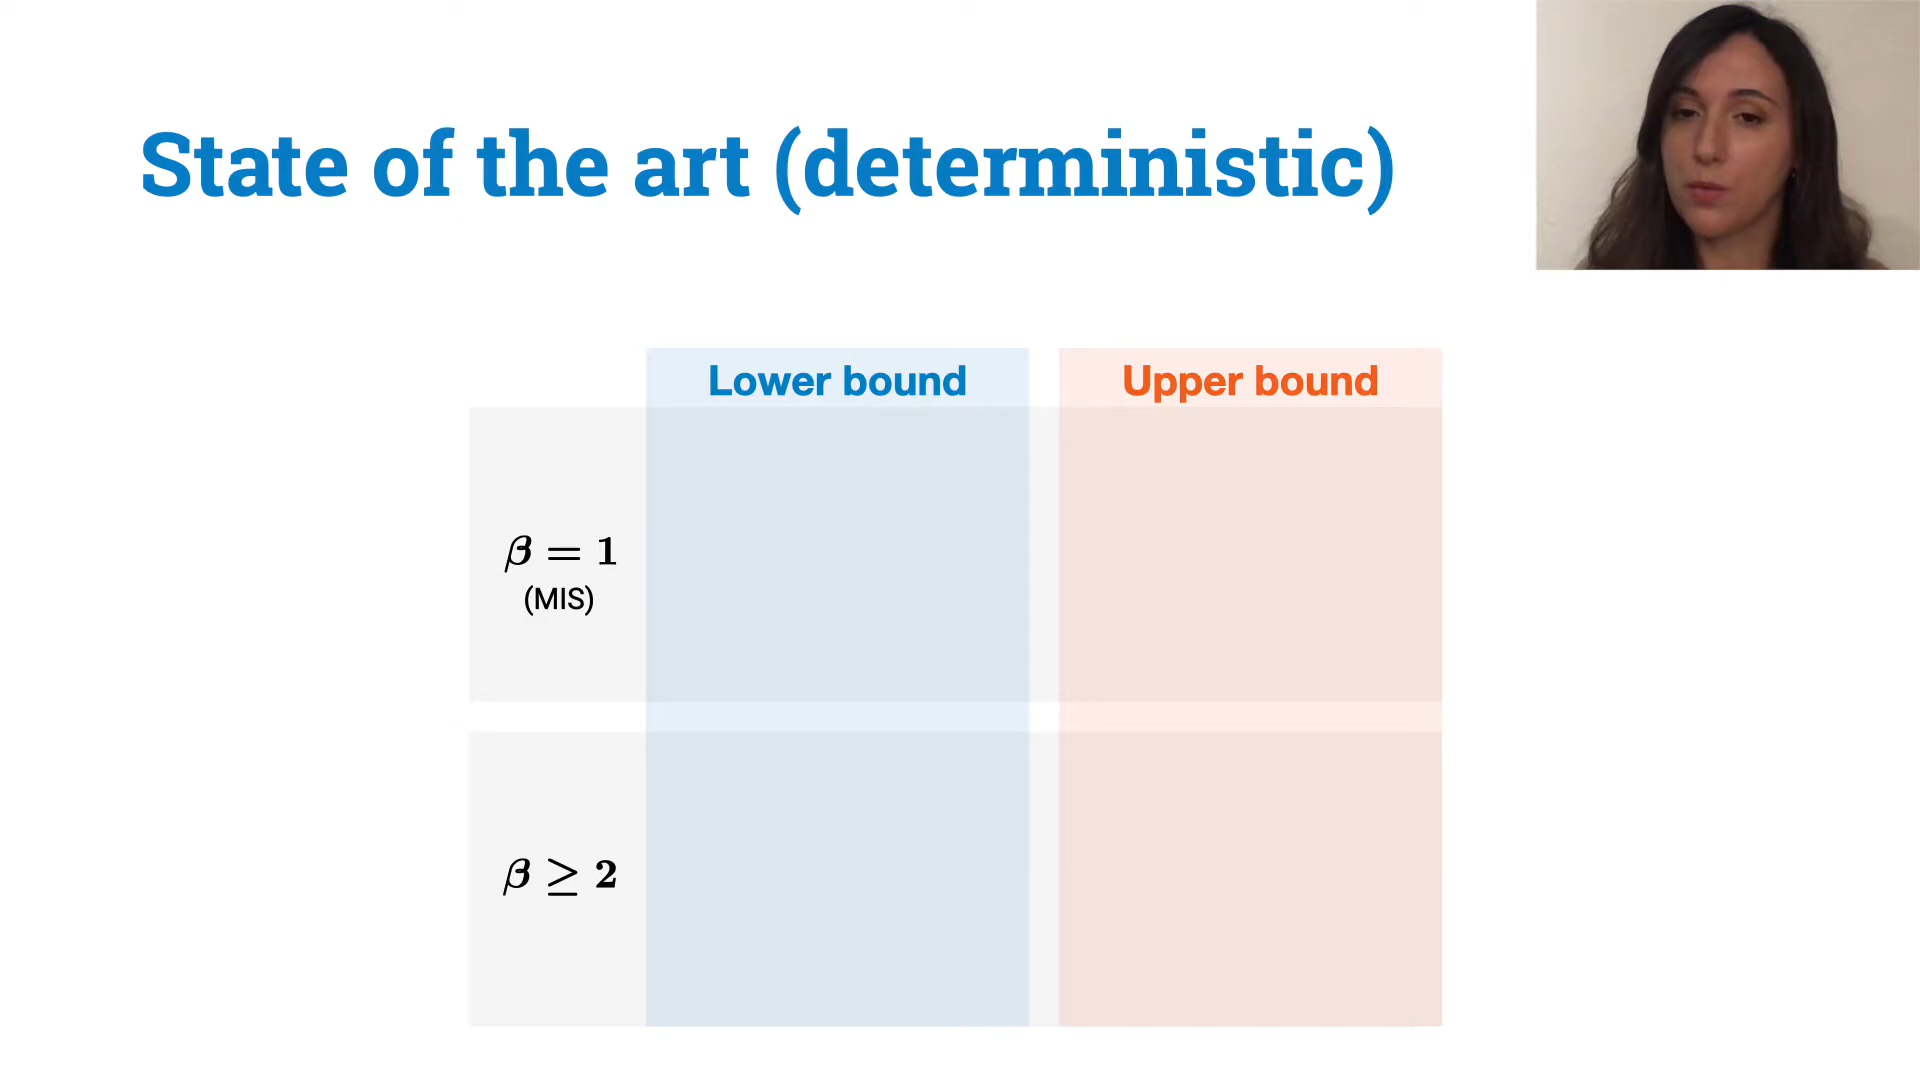 State of the art (deterministic)
Lower bound Upper bound
β = 1
(MIS)
β ≥ 2